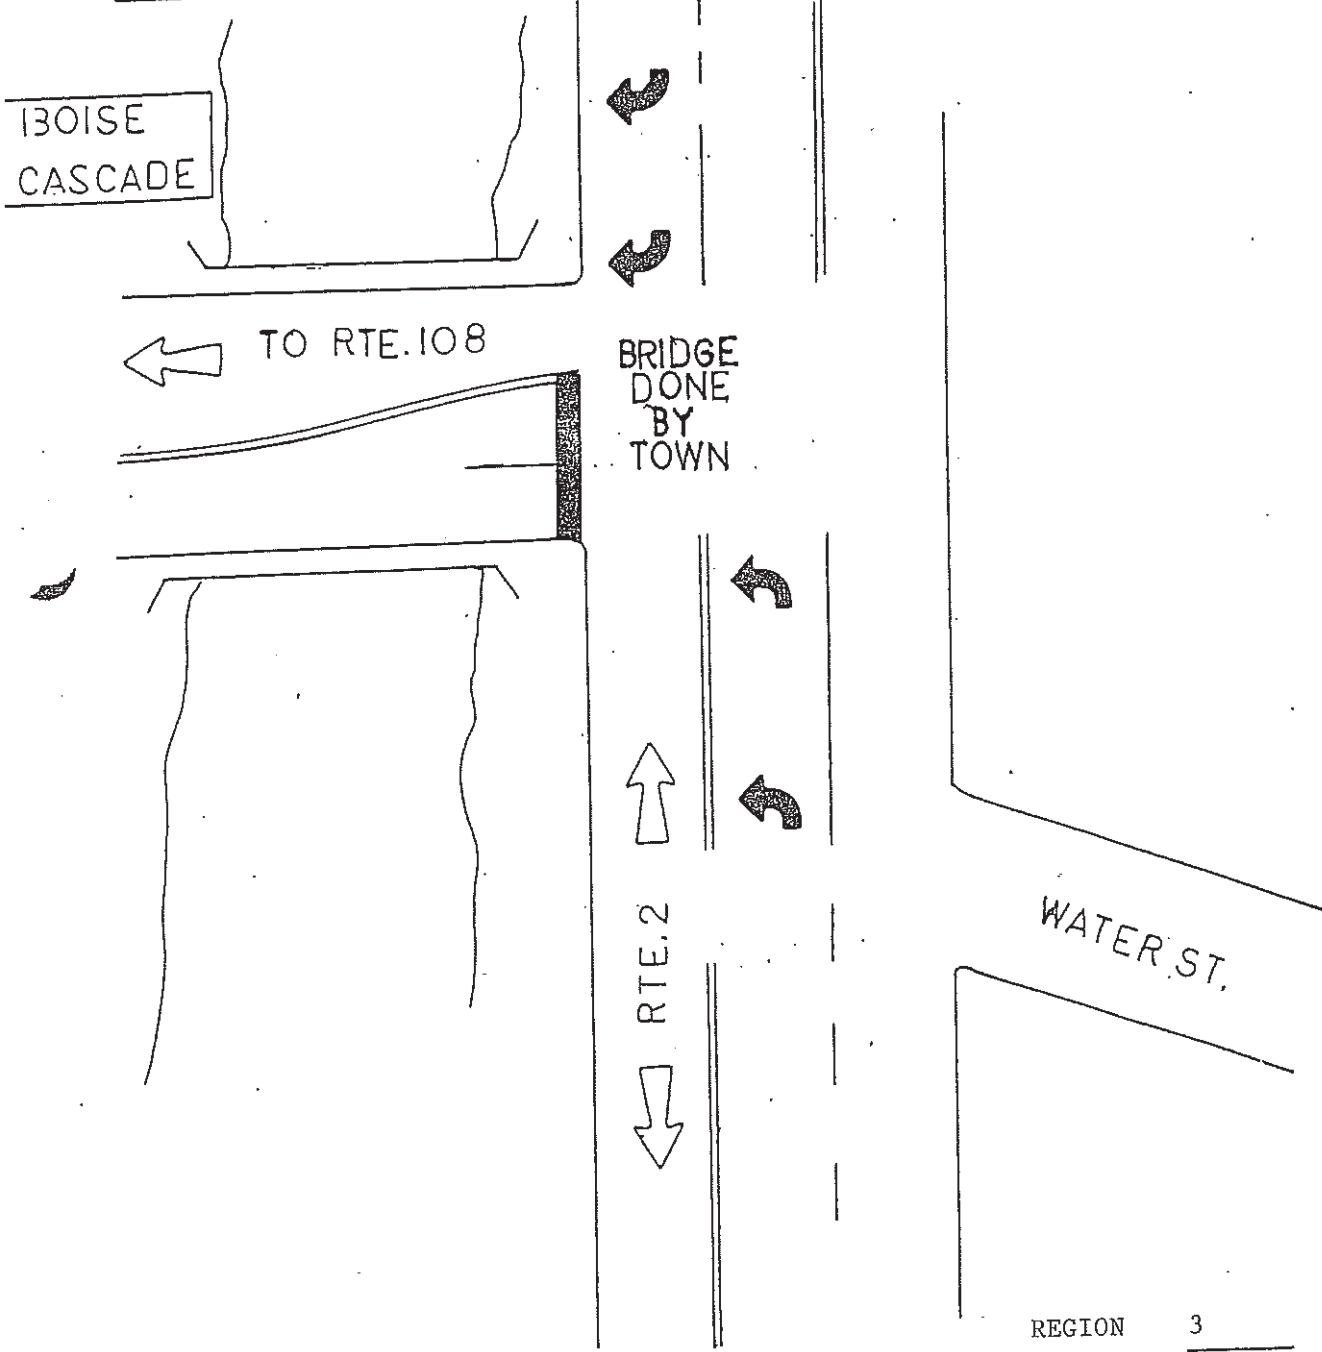 BOISE
CASCADE
TO RTE.108
BRIDGE
DONE
BY
TOWN
RTE.2
WATER ST.
REGION 3